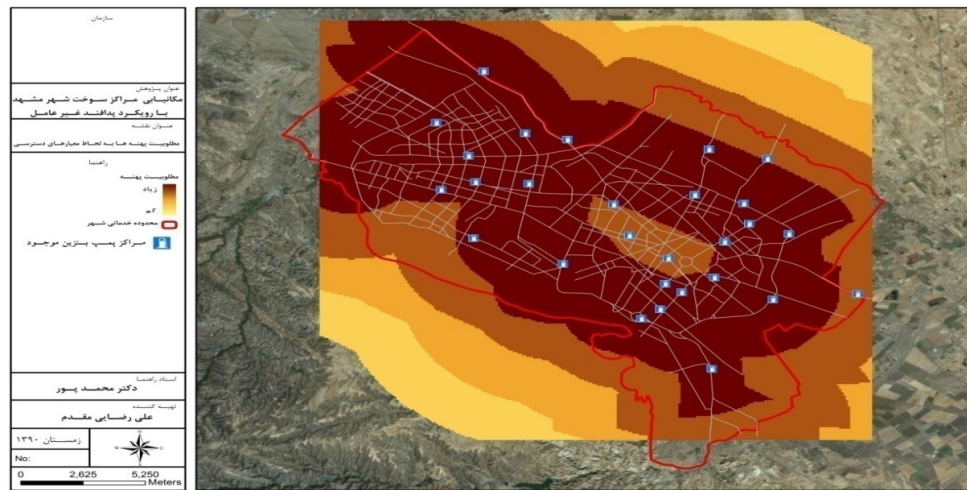 سازمان
عنوان پژوهش
مکانیابی مراکز سوخت شهر مشهد
با رویکرد پدافند غیر عامل
عنوان نقشه
مطلوبیت پهنه ها به لحاظ معیارهای دسترسی
راهنما
مطلوبیت پهنه
زیاد
کم
محدوده خدماتی شهر
مراکز پمپ بنزین موجود
استاد راهنما
دکتر محمد پور
تهیه کننده
علی رضایی مقدم
زمستان ۱۳۹۰
No:
0 2,625 5,250
Meters